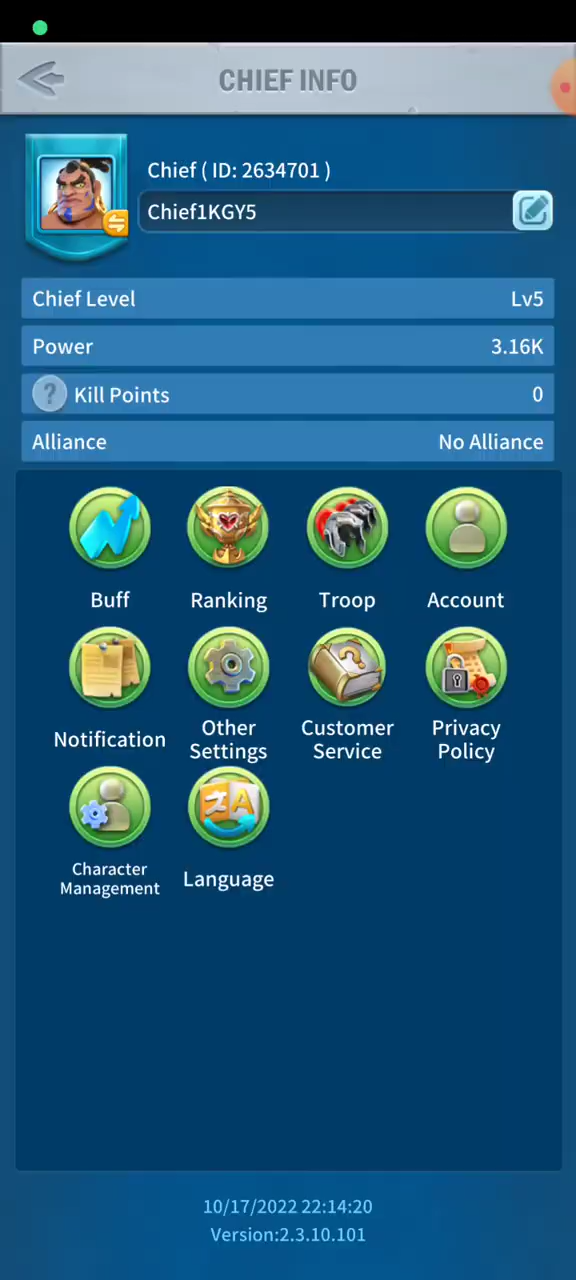 CHIEF INFO
Chief ( ID: 2634701 )
Chief1KGY5
Chief Level Lv5
Power 3.16K
? Kill Points 0
Alliance No Alliance
Buff Ranking Troop Account
Notification Other Settings Customer Service Privacy Policy
Character Management Language
10/17/2022 22:14:20
Version:2.3.10.101